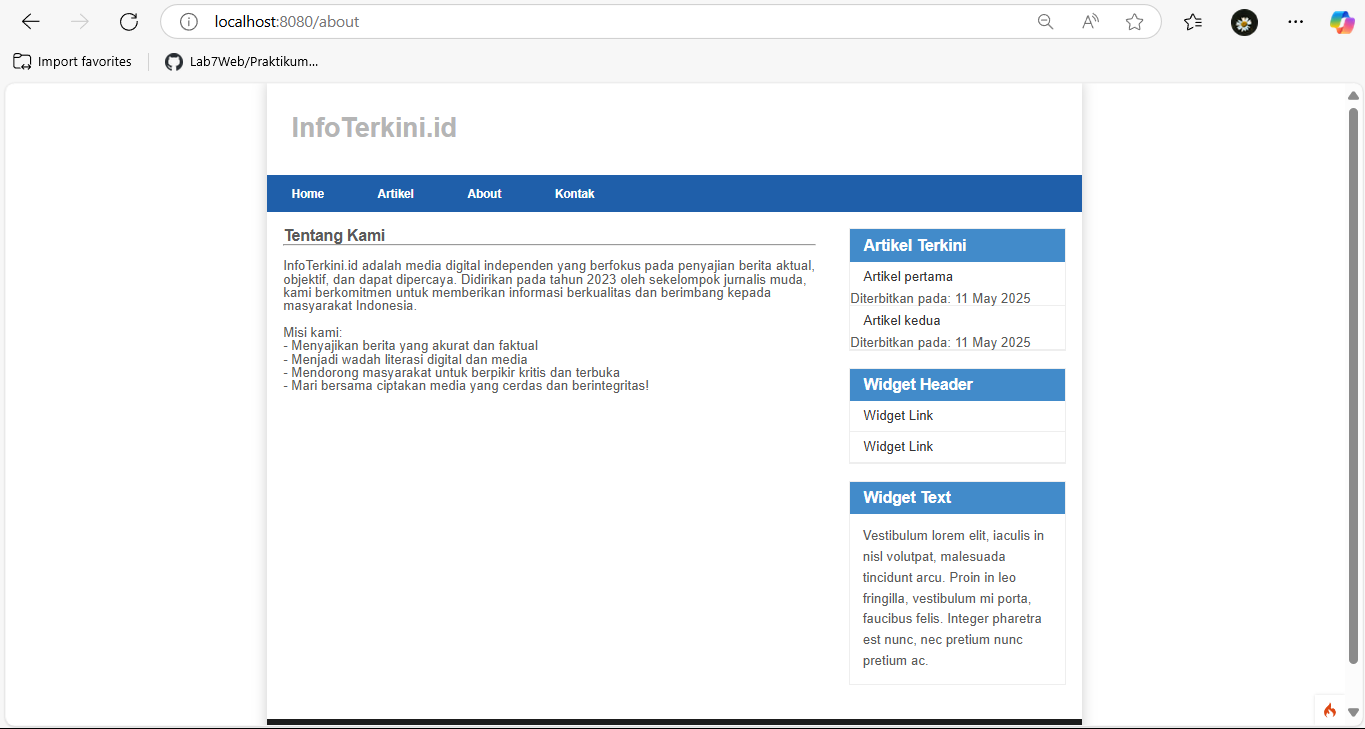 localhost:8080/about
Import favorites
Lab7Web/Praktikum...
InfoTerkini.id
Home Artikel About Kontak
Tentang Kami
InfoTerkini.id adalah media digital independen yang berfokus pada penyajian berita aktual,
objektif, dan dapat dipercaya. Didirikan pada tahun 2023 oleh sekelompok jurnalis muda,
kami berkomitmen untuk memberikan informasi berkualitas dan berimbang kepada
masyarakat Indonesia.
Misi kami:
- Menyajikan berita yang akurat dan faktual
- Menjadi wadah literasi digital dan media
- Mendorong masyarakat untuk berpikir kritis dan terbuka
- Mari bersama ciptakan media yang cerdas dan berintegritas!
Artikel Terkini
Artikel pertama
Diterbitkan pada: 11 May 2025
Artikel kedua
Diterbitkan pada: 11 May 2025
Widget Header
Widget Link
Widget Link
Widget Text
Vestibulum lorem elit, iaculis in
nisl volutpat, malesuada
tincidunt arcu. Proin in leo
fringilla, vestibulum mi porta,
faucibus felis. Integer pharetra
est nunc, nec pretium nunc
pretium ac.